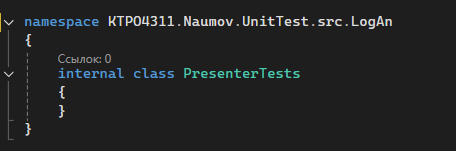 namespace KTPO4311.Naumov.UnitTest.src.LogAn
{
Ссылок: 0
internal class PresenterTests
{
}
}